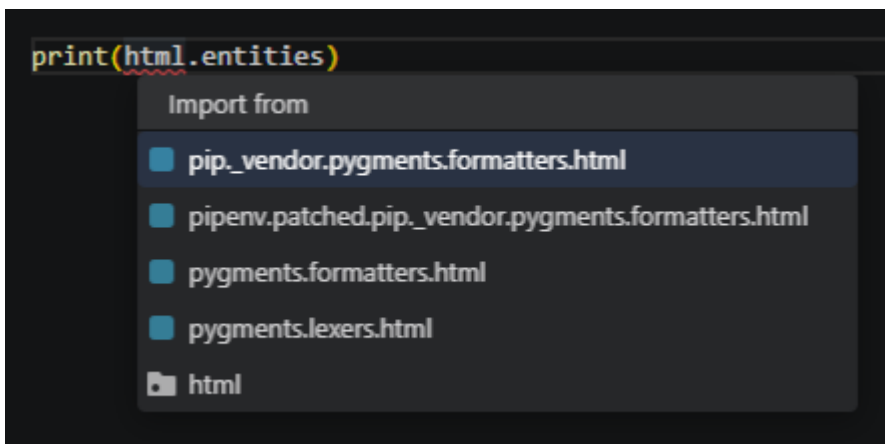 print(html.entities)
Import from
pip._vendor.pygments.formatters.html
pipenv.patched.pip._vendor.pygments.formatters.html
pygments.formatters.html
pygments.lexers.html
html